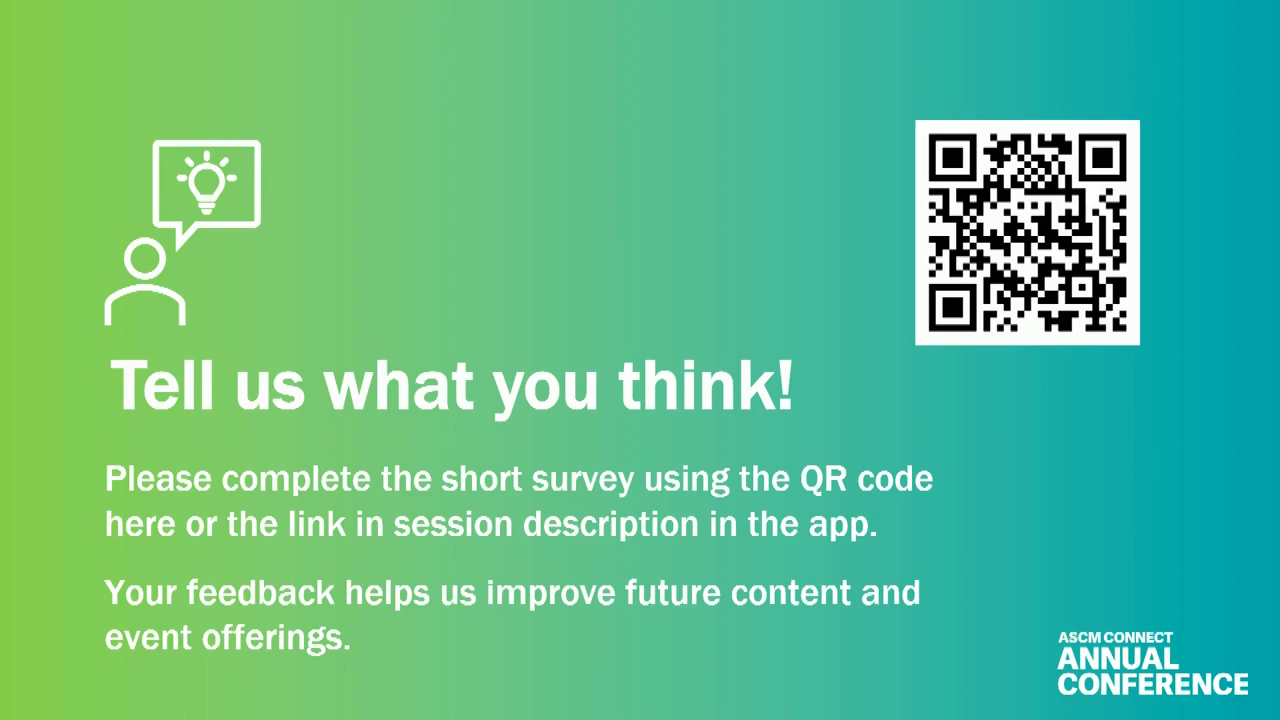 Tell us what you think!
Please complete the short survey using the QR code
here or the link in session description in the app.
Your feedback helps us improve future content and
event offerings.
ASCM CONNECT
ANNUAL
CONFERENCE